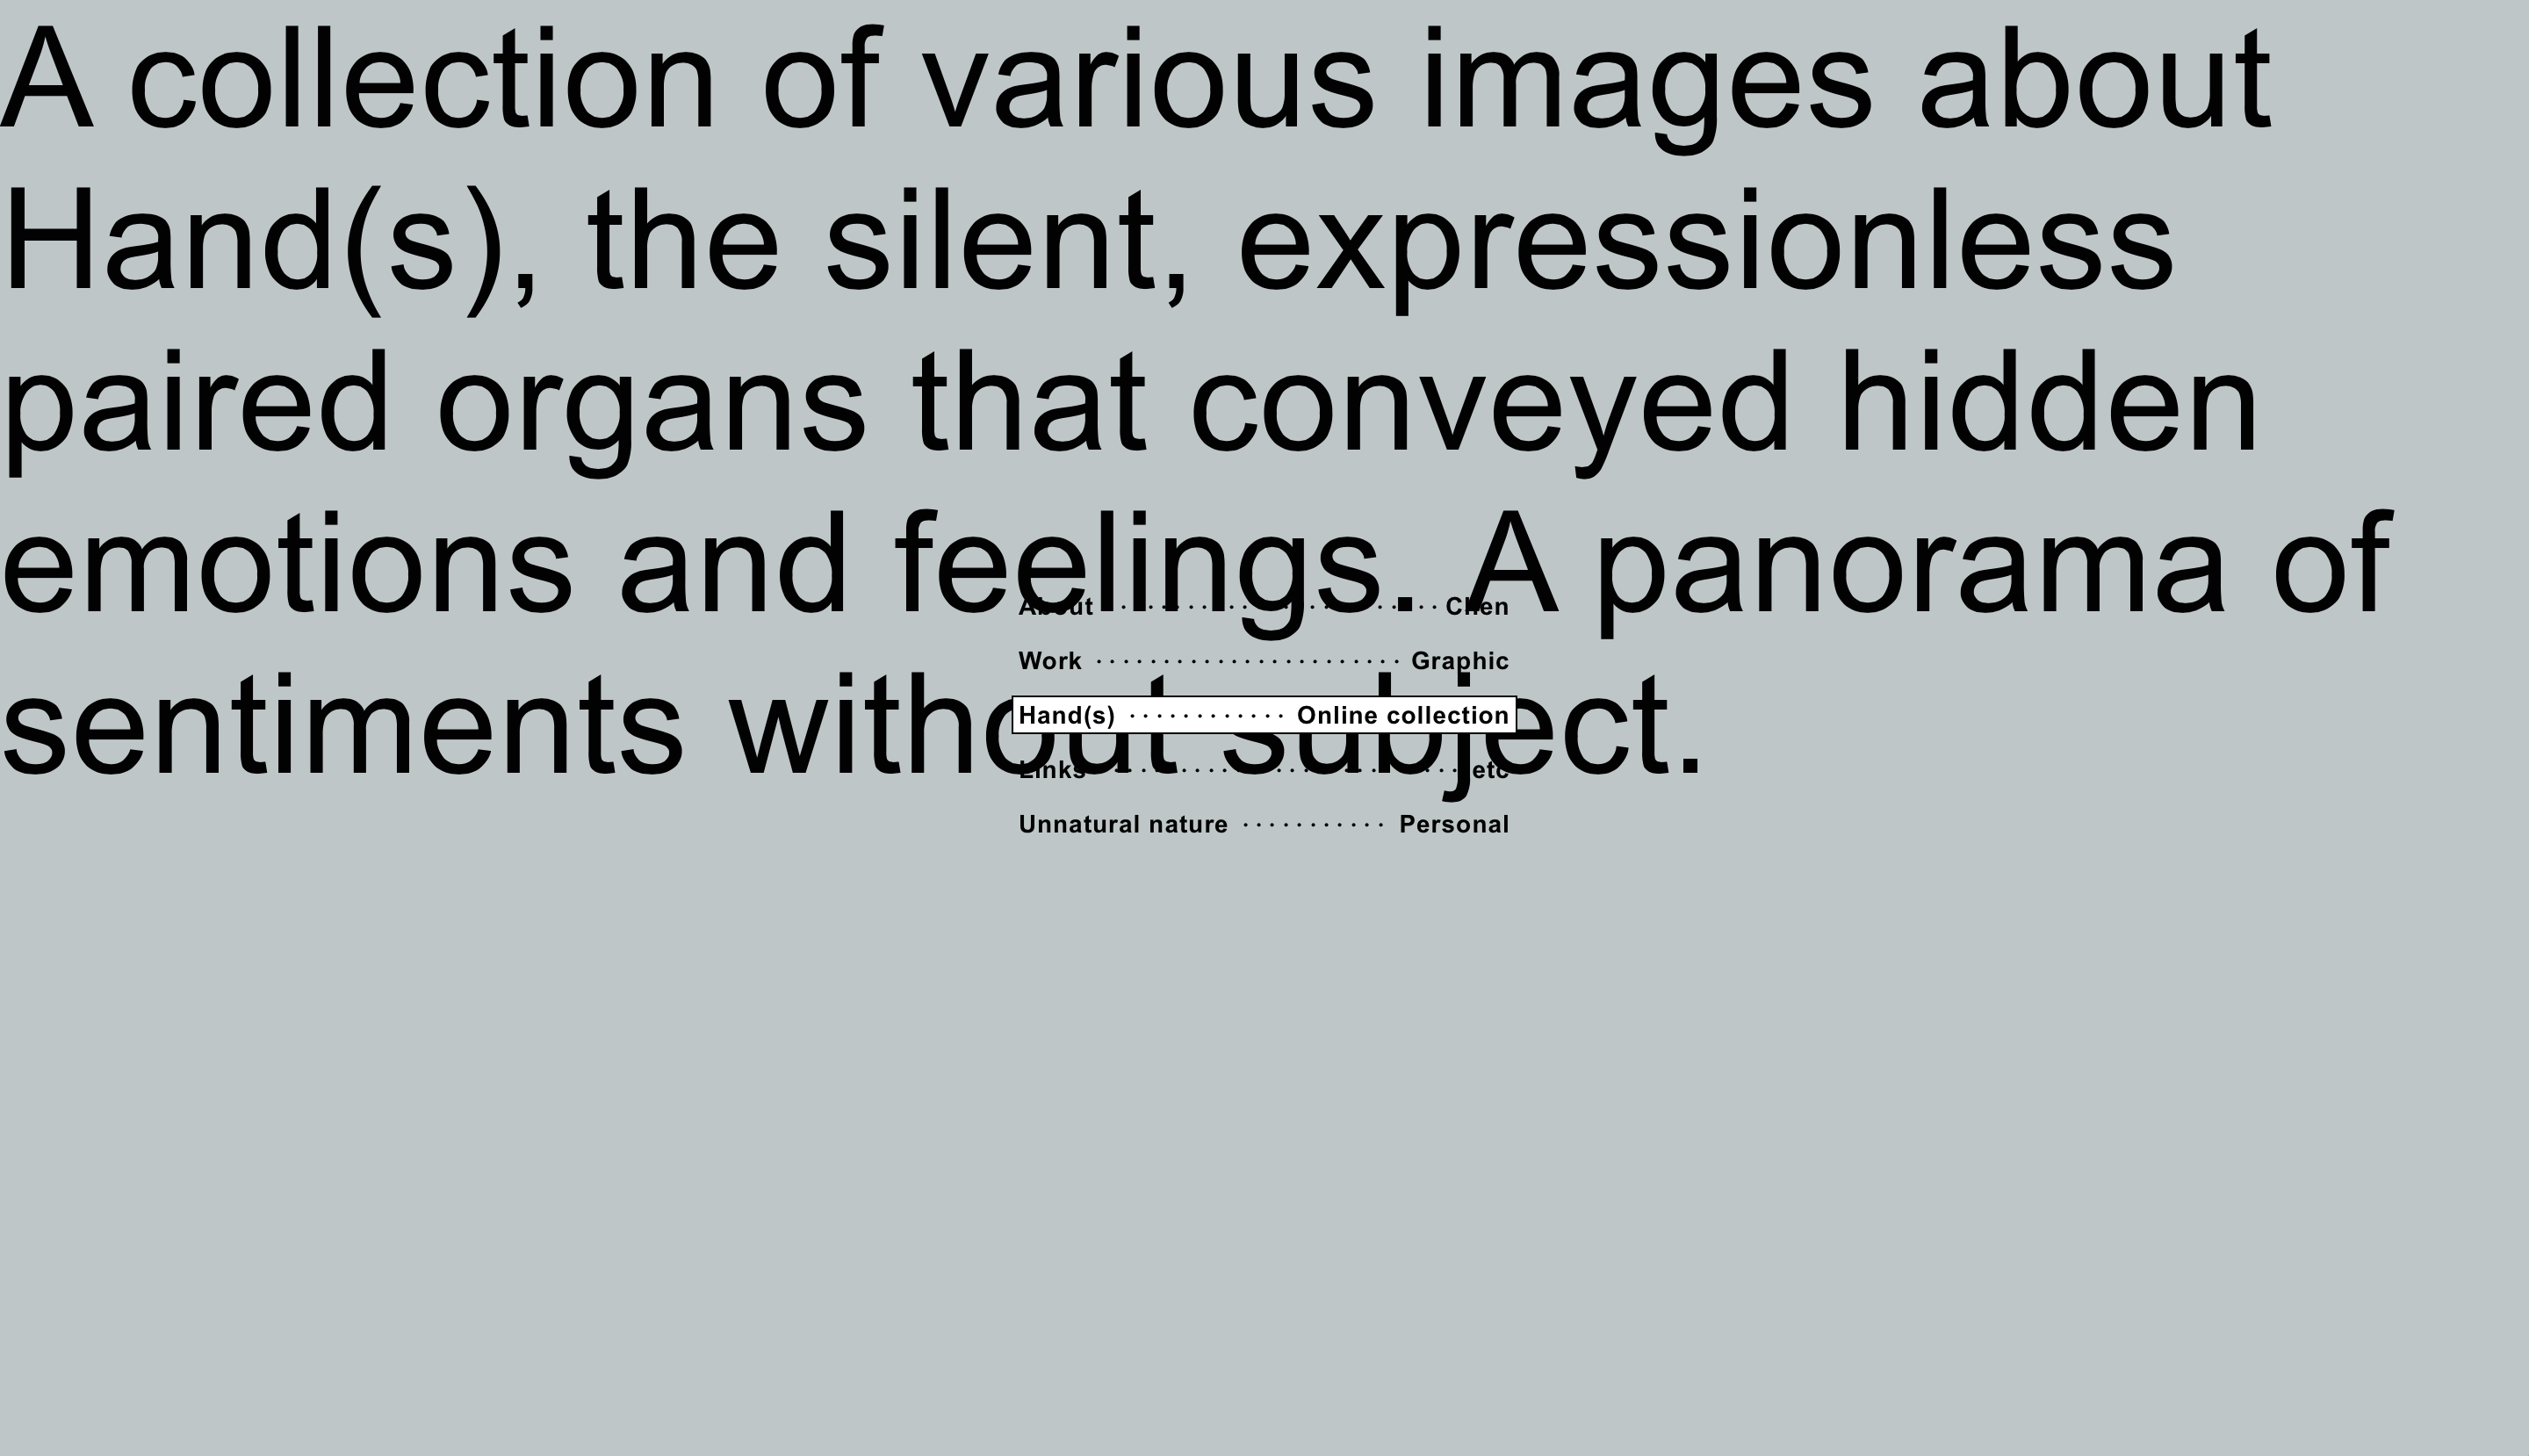 A collection of various images about
Hand(s), the silent, expressionless
paired organs that conveyed hidden
emotions and feelings. A panorama of
sentiments without subject.
About · · · · · · · · · · · · · · · · · · · · · · · · Chen
Work · · · · · · · · · · · · · · · · · · · · · · · Graphic
Hand(s) · · · · · · · · · · · · Online collection
Links · · · · · · · · · · · · · · · · · · · · · · · · · · etc
Unnatural nature · · · · · · · · · · · Personal